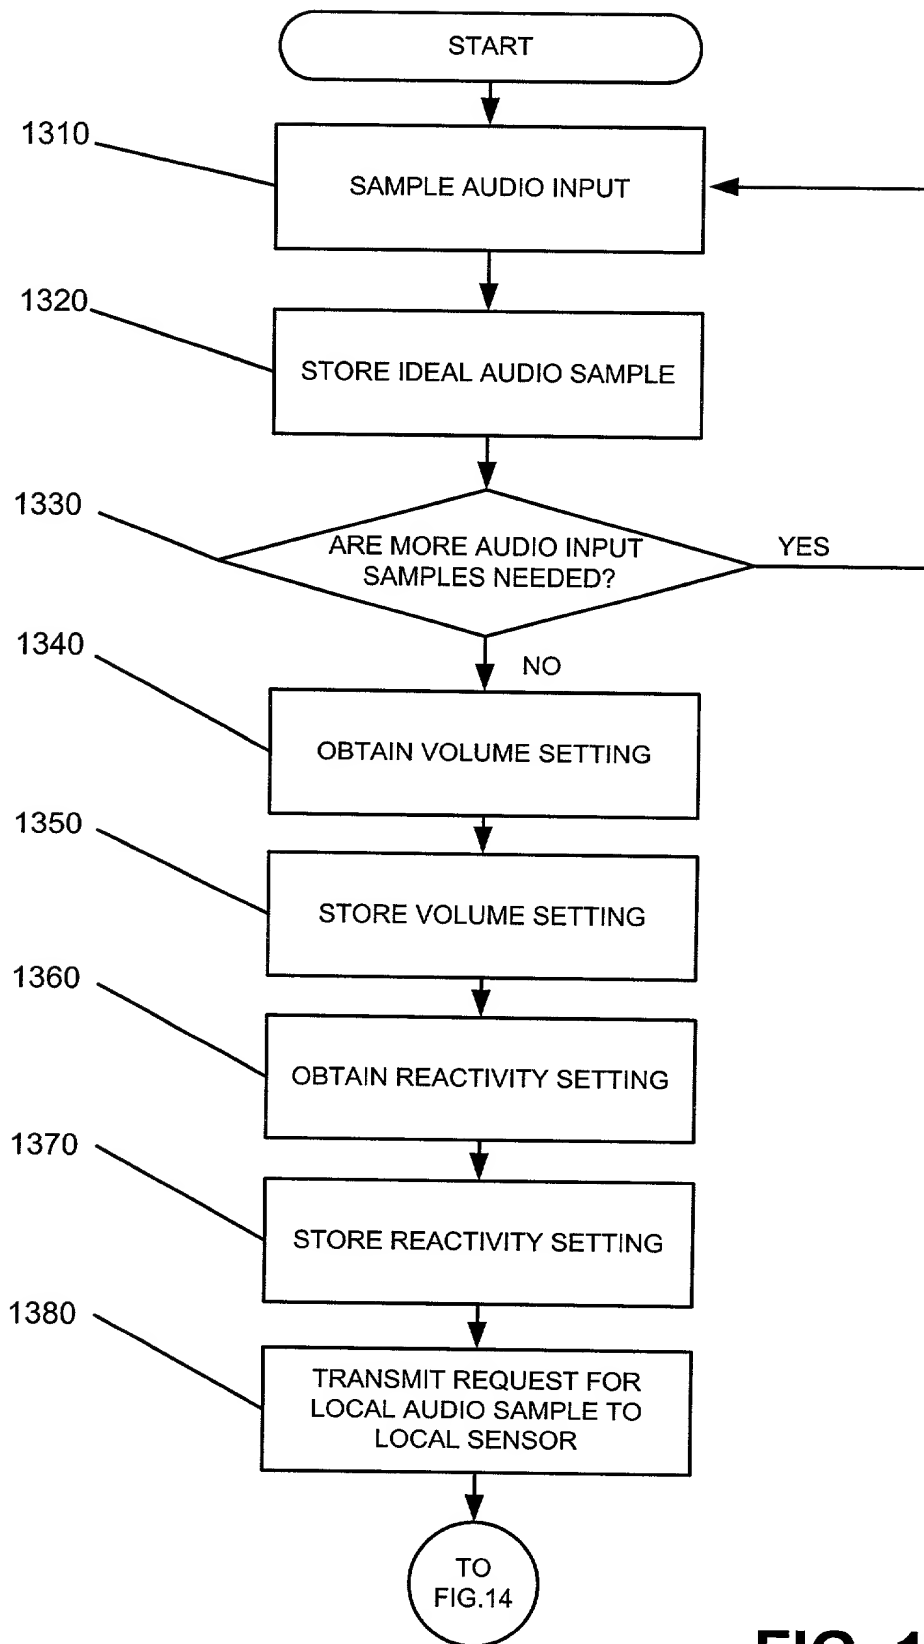 START
1310
SAMPLE AUDIO INPUT
1320
STORE IDEAL AUDIO SAMPLE
1330
ARE MORE AUDIO INPUT
SAMPLES NEEDED?
YES
NO
1340
OBTAIN VOLUME SETTING
1350
STORE VOLUME SETTING
1360
OBTAIN REACTIVITY SETTING
1370
STORE REACTIVITY SETTING
1380
TRANSMIT REQUEST FOR
LOCAL AUDIO SAMPLE TO
LOCAL SENSOR
TO
FIG.14